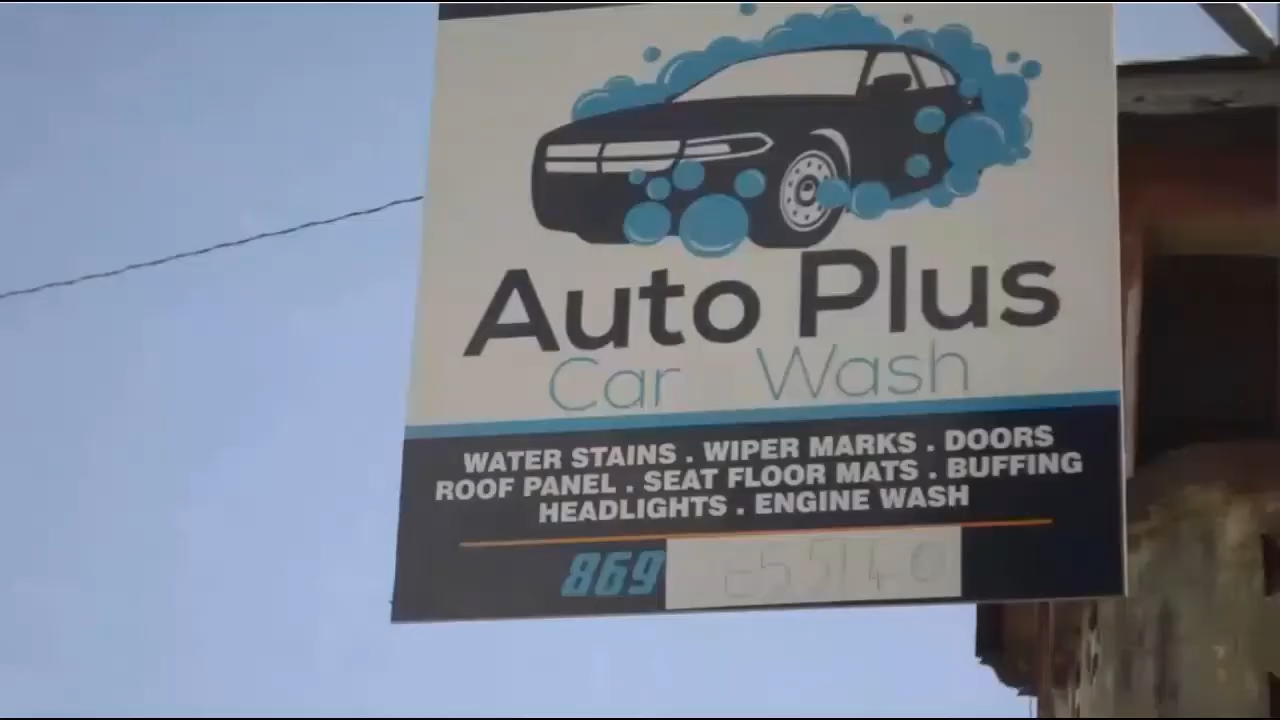 Auto Plus
Car Wash
WATER STAINS . WIPER MARKS . DOORS
ROOF PANEL . SEAT FLOOR MATS . BUFFING
HEADLIGHTS . ENGINE WASH
869